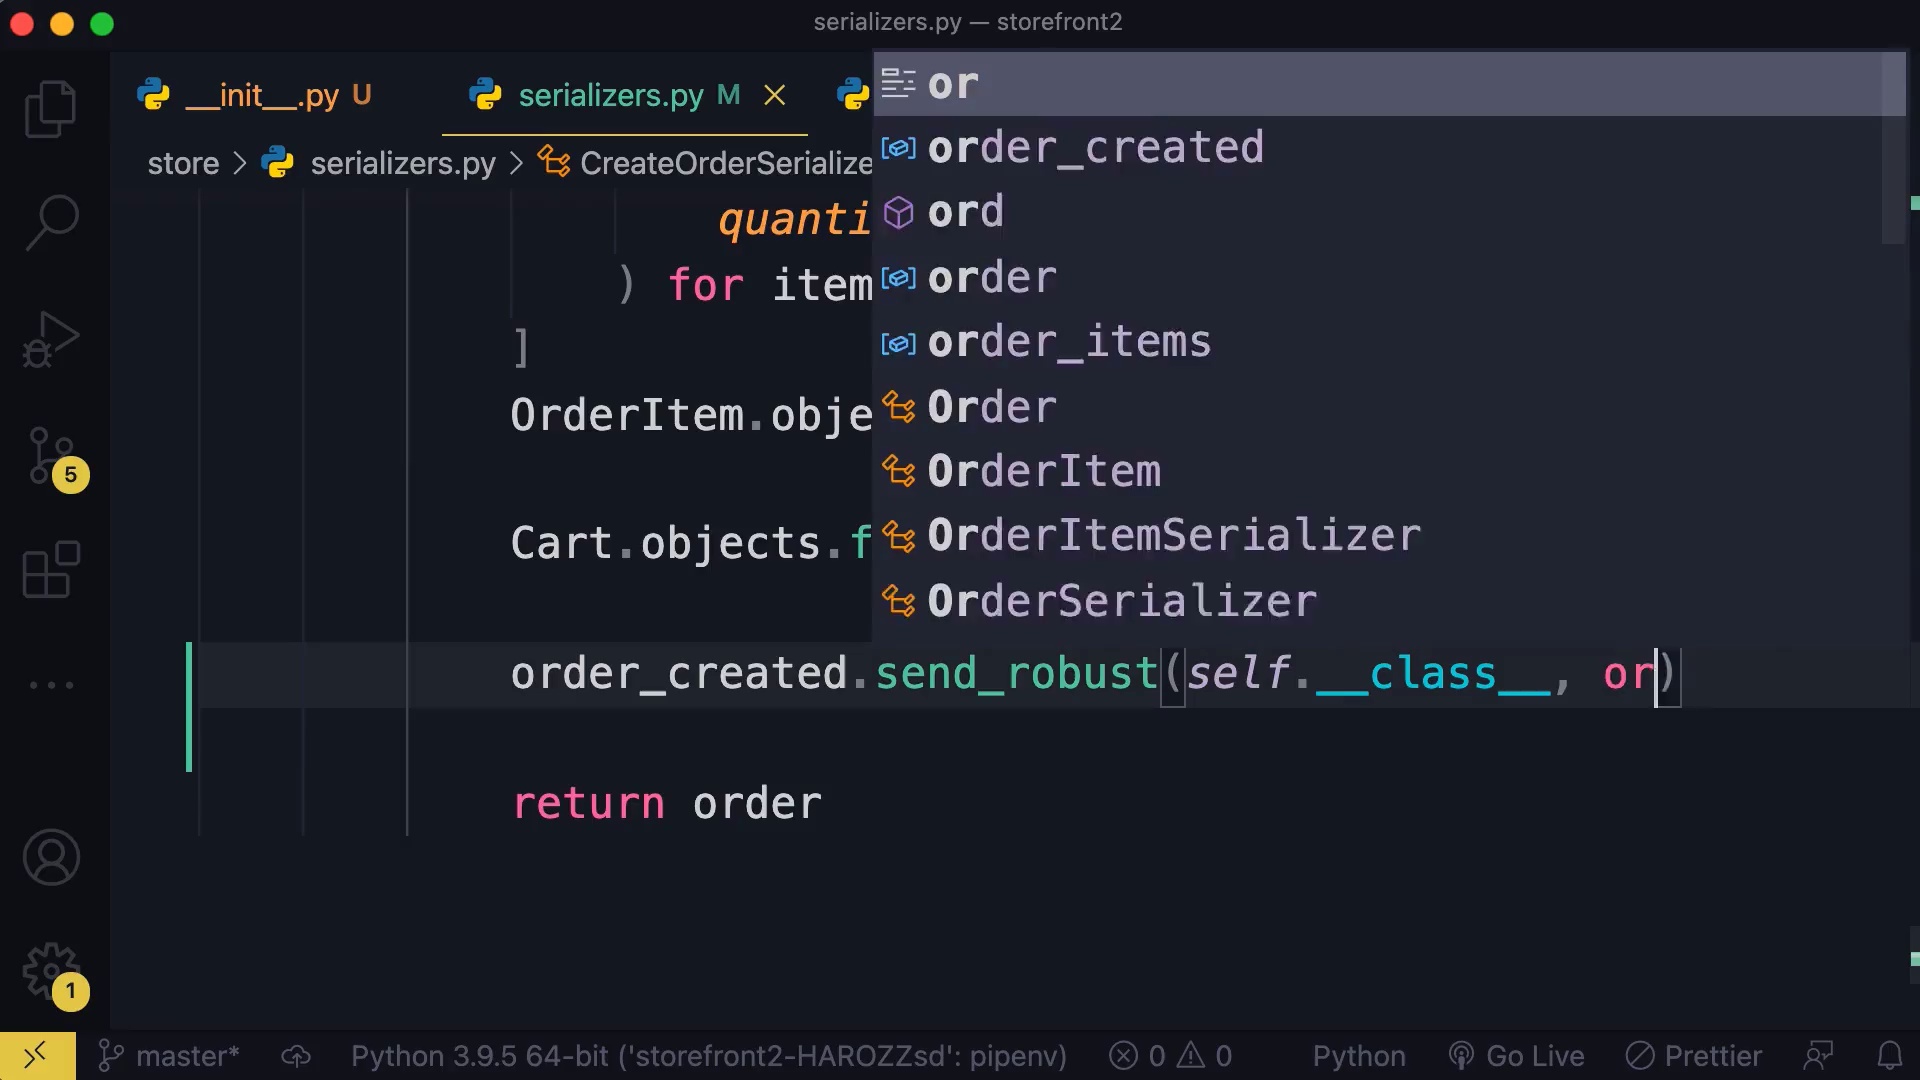 serializers.py — storefront2
__init__.py U
serializers.py M
store > serializers.py > CreateOrderSerialize
or
order_created
ord
order
order_items
Order
OrderItem
OrderItemSerializer
OrderSerializer
quanti
) for item
]
OrderItem.obje
Cart.objects.f
order_created.send_robust(self.__class__, or)
return order
5
1
master*
Python 3.9.5 64-bit ('storefront2-HAROZZsd': pipenv)
0
0
Python
Go Live
Prettier